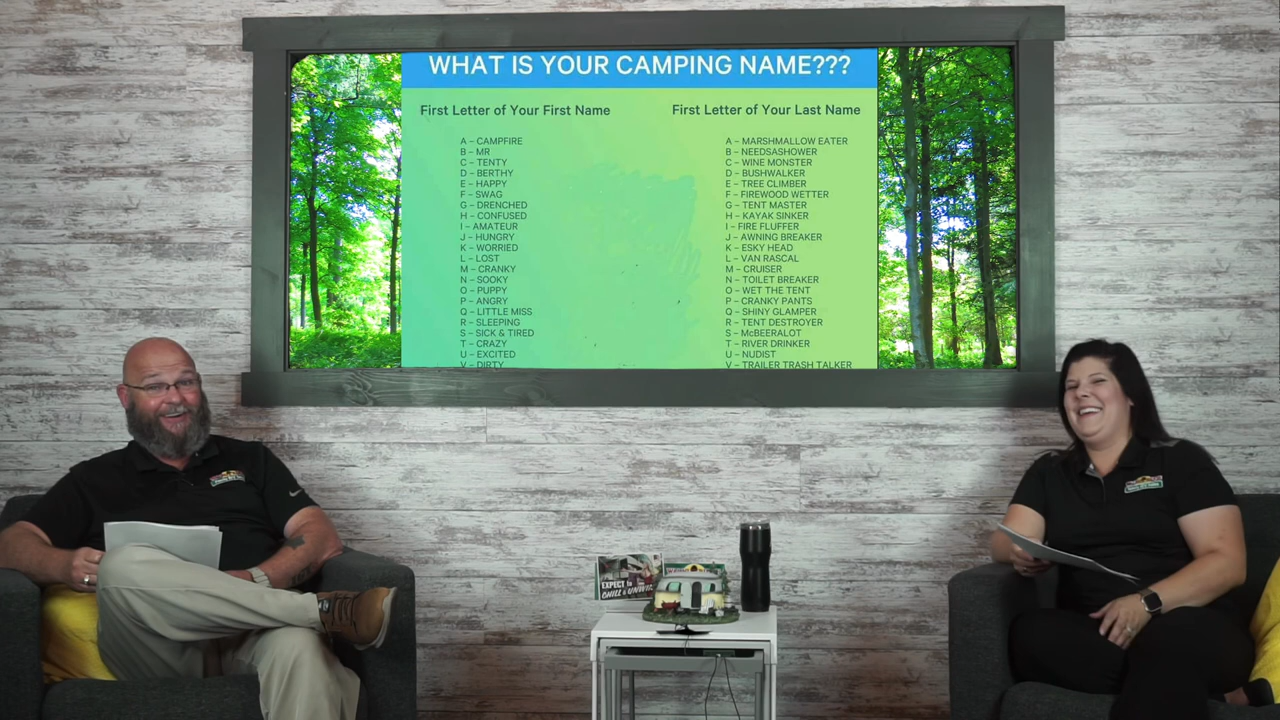 WHAT IS YOUR CAMPING NAME???
First Letter of Your First Name
A – CAMPFIRE
B – MR
C – TENTY
D – BERTHY
E – HAPPY
F – SWAG
G – DRENCHED
H – CONFUSED
I – AMATEUR
J – HUNGRY
K – WORRIED
L – LOST
M – CRANKY
N – SOOKY
O – PUPPY
P – ANGRY
Q – LITTLE MISS
R – SLEEPING
S – SICK & TIRED
T – CRAZY
U – EXCITED
V – DIRTY
First Letter of Your Last Name
A – MARSHMALLOW EATER
B – NEEDSASHOWER
C – WINE MONSTER
D – BUSHWALKER
E – TREE CLIMBER
F – FIREWOOD WETTER
G – TENT MASTER
H – KAYAK SINKER
I – FIRE FLUFFER
J – AWNING BREAKER
K – ESKY HEAD
L – VAN RASCAL
M – CRUISER
N – TOILET BREAKER
O – WET THE TENT
P – CRANKY PANTS
Q – SHINY GLAMPER
R – TENT DESTROYER
S – McBEERALOT
T – RIVER DRINKER
U – NUDIST
V – TRAILER TRASH TALKER
EXPECT to
CHILL &